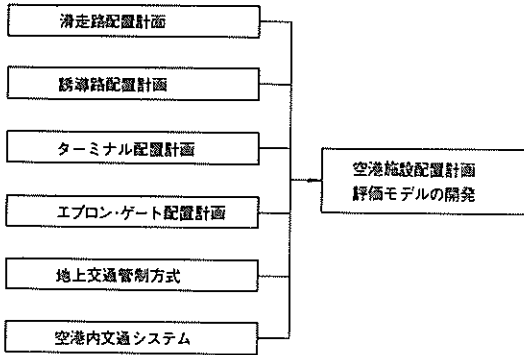 滑走路配置計画
誘導路配置計画
ターミナル配置計画
エプロン・ゲート配置計画
地上交通管制方式
空港内交通システム
空港施設配置計画
評価モデルの開発